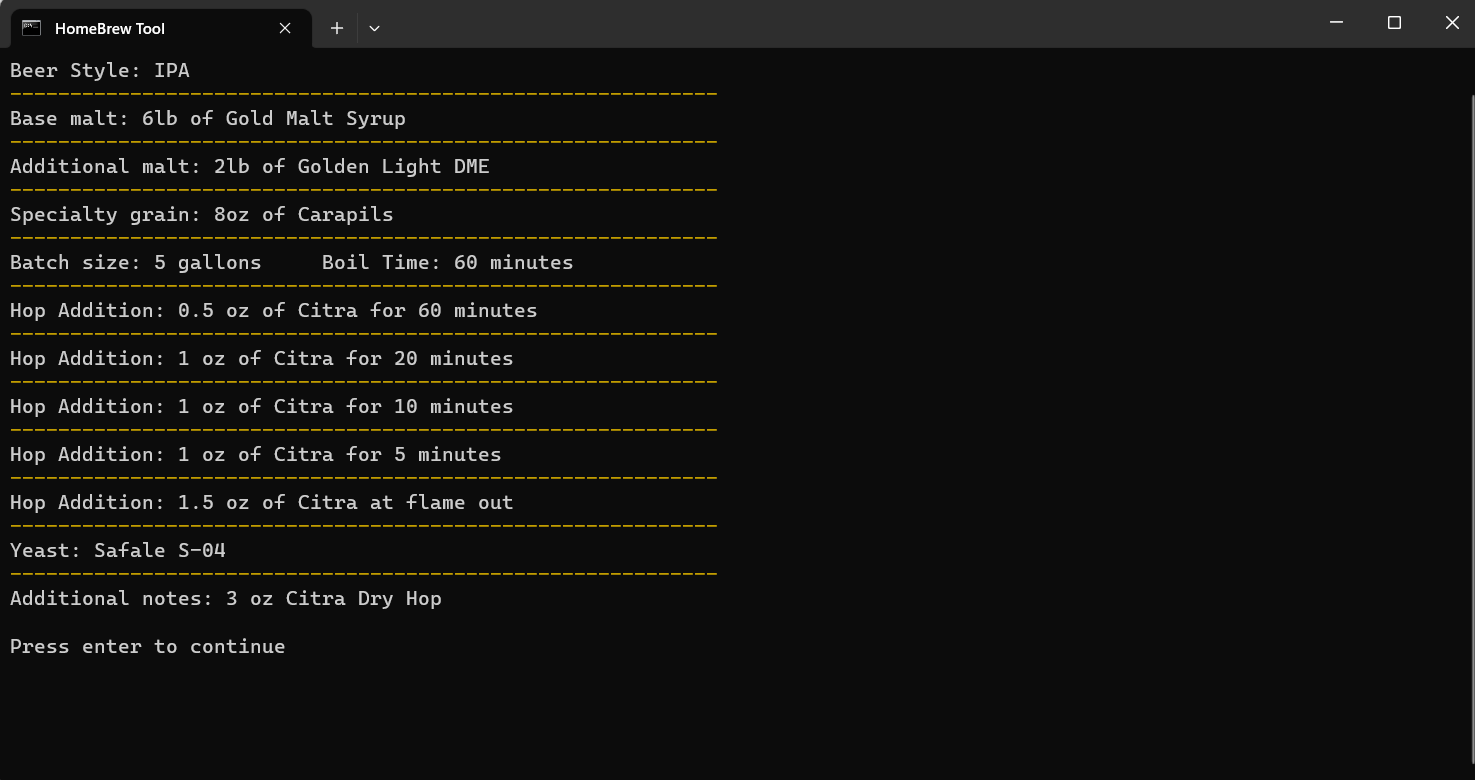 HomeBrew Tool
Beer Style: IPA
-----------------------------------------------------------
Base malt: 6lb of Gold Malt Syrup
-----------------------------------------------------------
Additional malt: 2lb of Golden Light DME
-----------------------------------------------------------
Specialty grain: 8oz of Carapils
-----------------------------------------------------------
Batch size: 5 gallons     Boil Time: 60 minutes
-----------------------------------------------------------
Hop Addition: 0.5 oz of Citra for 60 minutes
-----------------------------------------------------------
Hop Addition: 1 oz of Citra for 20 minutes
-----------------------------------------------------------
Hop Addition: 1 oz of Citra for 10 minutes
-----------------------------------------------------------
Hop Addition: 1 oz of Citra for 5 minutes
-----------------------------------------------------------
Hop Addition: 1.5 oz of Citra at flame out
-----------------------------------------------------------
Yeast: Safale S-04
-----------------------------------------------------------
Additional notes: 3 oz Citra Dry Hop
Press enter to continue